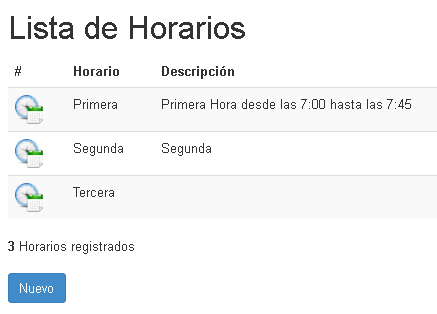 Lista de Horarios
# Horario Descripción
Primera Primera Hora desde las 7:00 hasta las 7:45
Segunda Segunda
Tercera
3 Horarios registrados
Nuevo